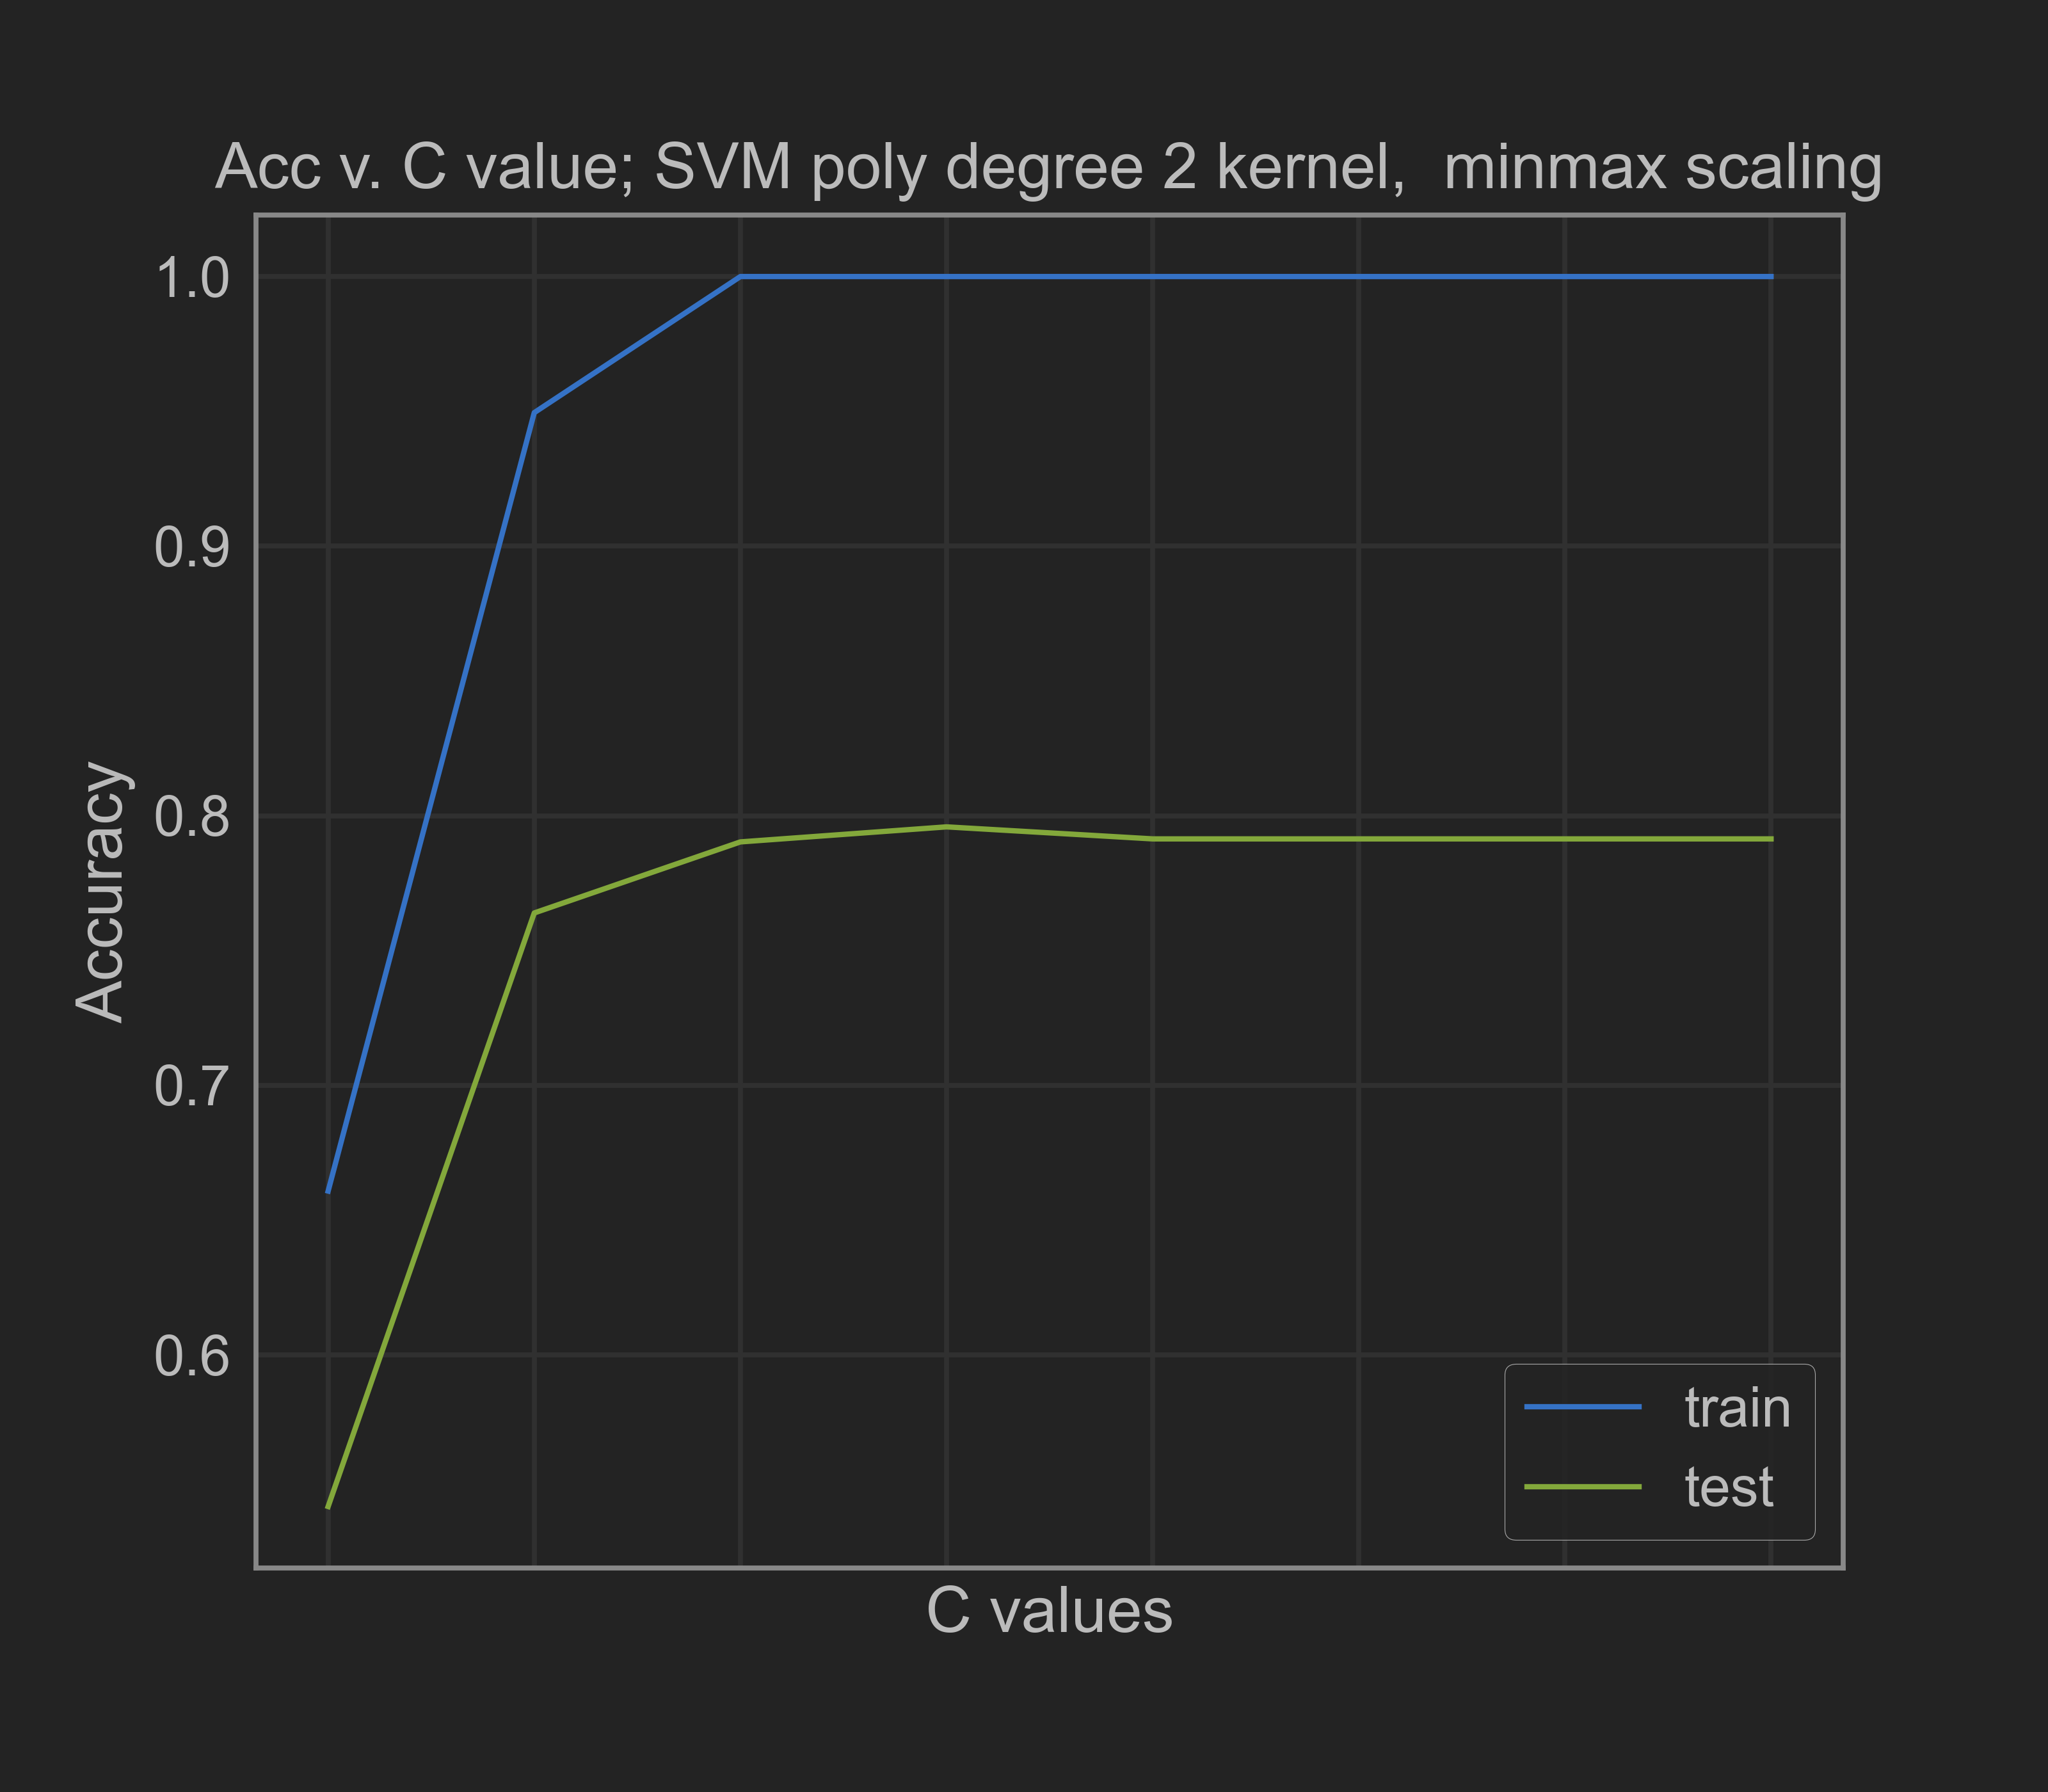 Acc v. C value; SVM poly degree 2 kernel,  minmax scaling
1.0
0.9
0.8
0.7
0.6
Accuracy
train
test
C values